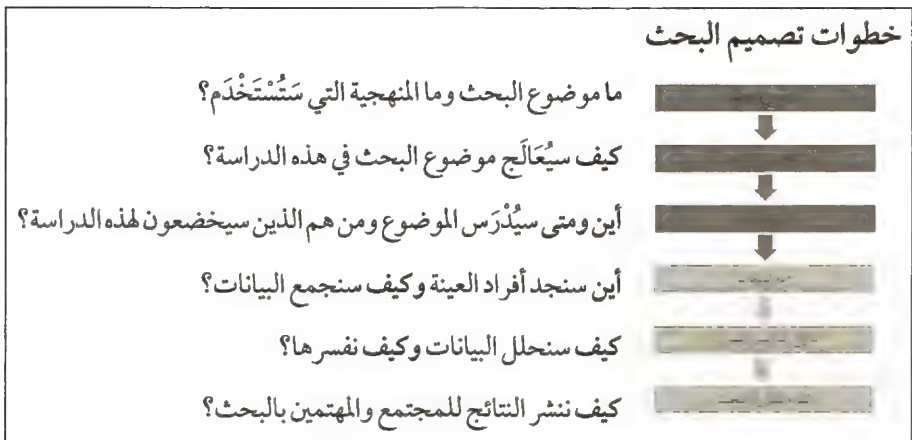 خطوات تصميم البحث
ما موضوع البحث وما المنهجية التي سَتُسْتَخْدَم؟
كيف سيُعَالَج موضوع البحث في هذه الدراسة؟
أين ومتى سيُدْرَس الموضوع ومن هم الذين سيخضعون لهذه الدراسة؟
أين سنجد أفراد العينة وكيف سنجمع البيانات؟
كيف سنحلل البيانات وكيف نفسرها؟
كيف ننشر النتائج للمجتمع والمهتمين بالبحث؟